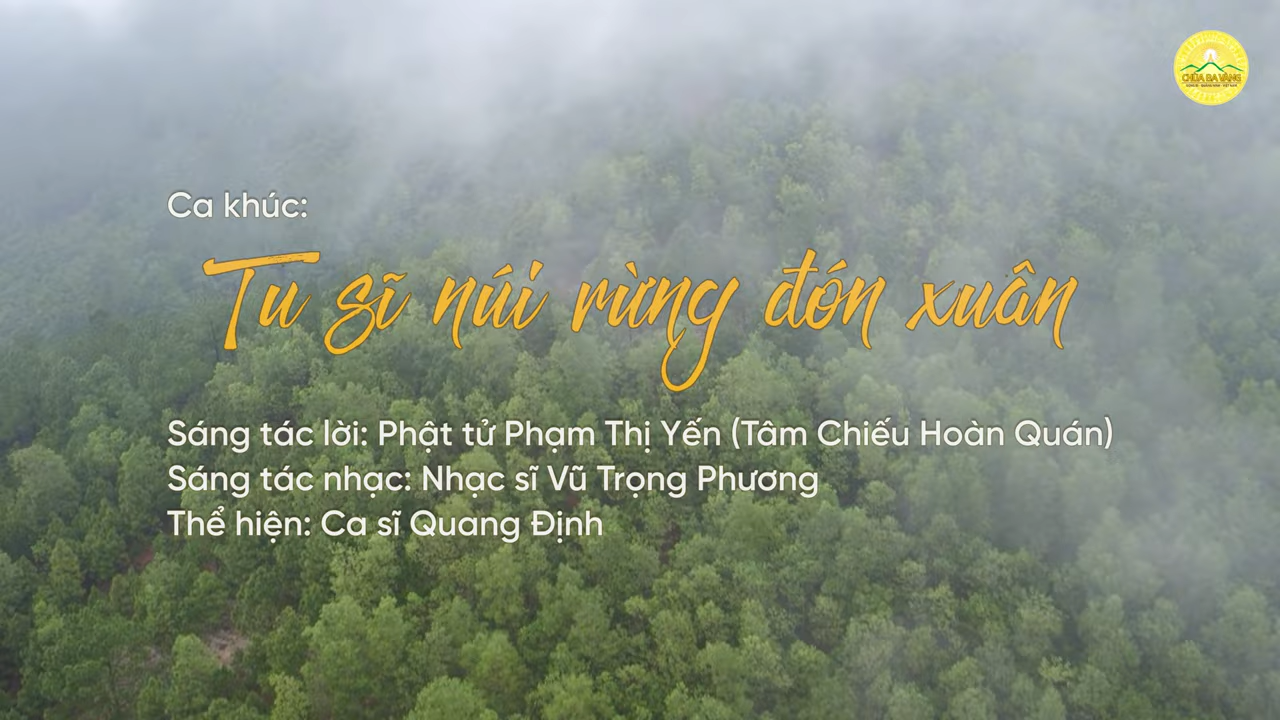 CHÙA BA VÀNG
Ca khúc:
Tu sĩ núi rừng đón xuân
Sáng tác lời: Phật tử Phạm Thị Yến (Tâm Chiếu Hoàn Quán)
Sáng tác nhạc: Nhạc sĩ Vũ Trọng Phương
Thể hiện: Ca sĩ Quang Định